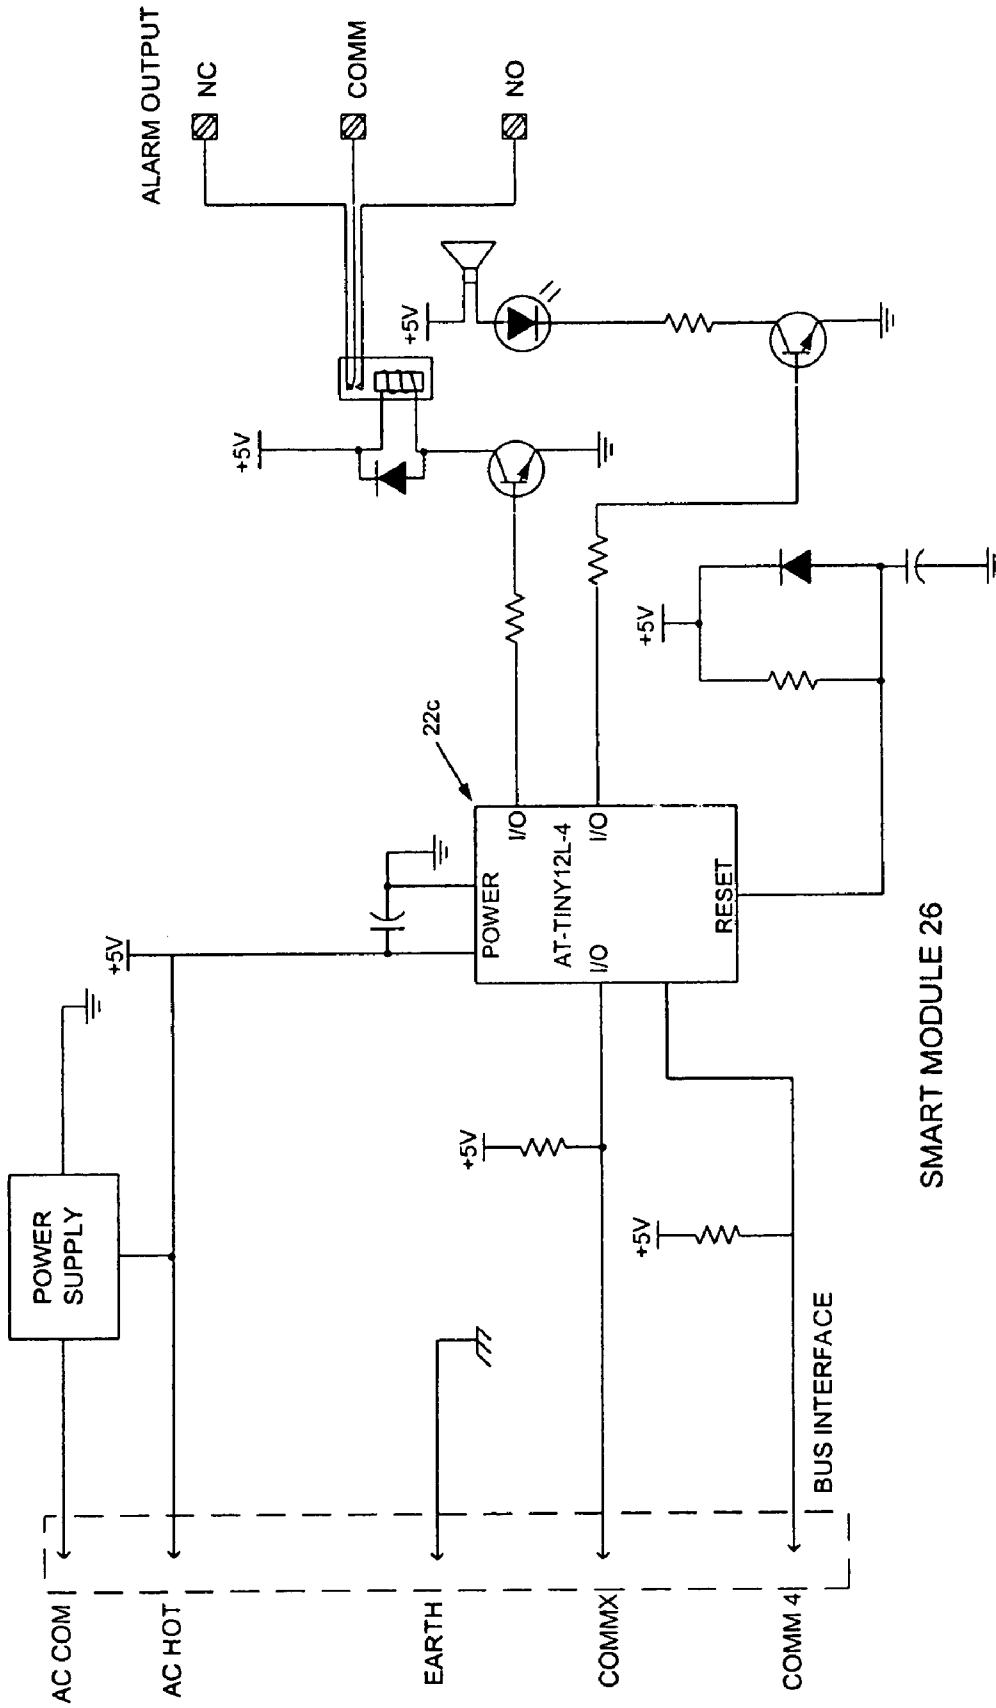 ALARM OUTPUT
NC
COMM
NO
+5V
+5V
+5V
22c
POWER
I/O
AT-TINY12L-4
I/O
I/O
RESET
+5V
POWER
SUPPLY
+5V
+5V
AC COM
AC HOT
EARTH
COMMX
COMM 4
BUS INTERFACE
SMART MODULE 26